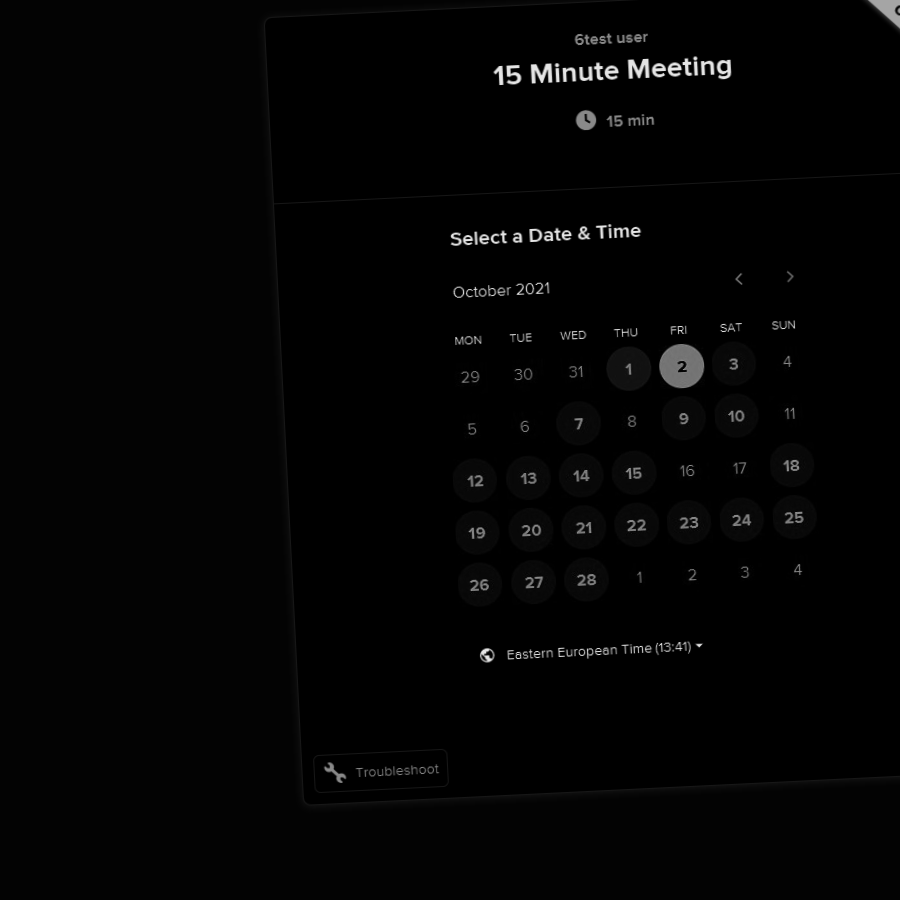 6test user
15 Minute Meeting
15 min
Select a Date & Time
October 2021
MON TUE WED THU FRI SAT SUN
29 30 31 1 2 3 4
5 6 7 8 9 10 11
12 13 14 15 16 17 18
19 20 21 22 23 24 25
26 27 28 1 2 3 4
Eastern European Time (13:41)
Troubleshoot